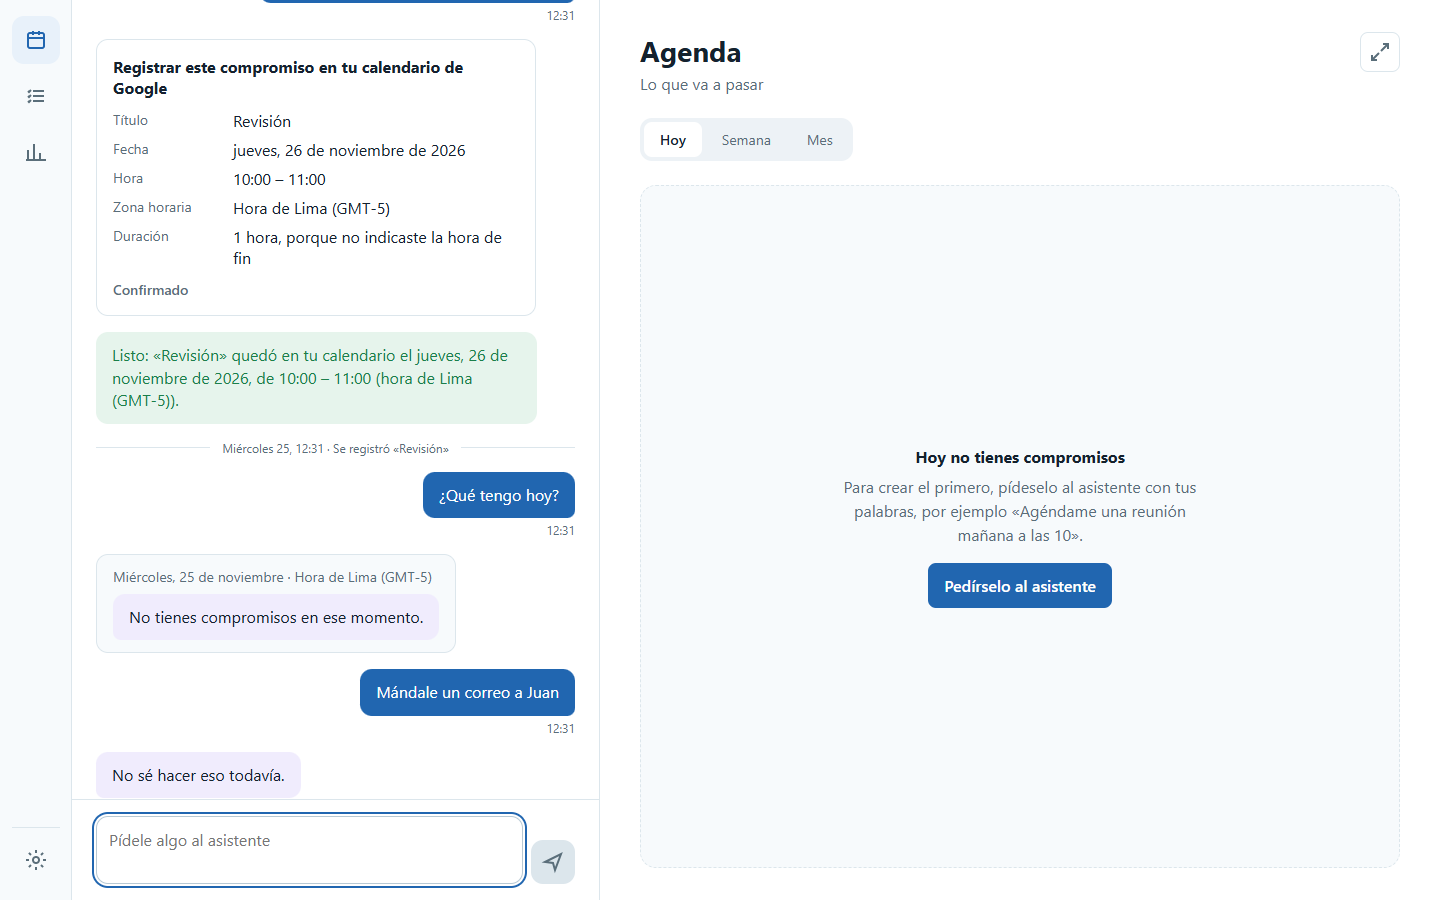 12:31
Registrar este compromiso en tu calendario de
Google
Título Revisión
Fecha jueves, 26 de noviembre de 2026
Hora 10:00 – 11:00
Zona horaria Hora de Lima (GMT-5)
Duración 1 hora, porque no indicaste la hora de
fin
Confirmado
Listo: «Revisión» quedó en tu calendario el jueves, 26 de
noviembre de 2026, de 10:00 – 11:00 (hora de Lima
(GMT-5)).
Miércoles 25, 12:31 · Se registró «Revisión»
¿Qué tengo hoy?
12:31
Miércoles, 25 de noviembre · Hora de Lima (GMT-5)
No tienes compromisos en ese momento.
Mándale un correo a Juan
12:31
No sé hacer eso todavía.
Pídele algo al asistente
Agenda
Lo que va a pasar
Hoy Semana Mes
Hoy no tienes compromisos
Para crear el primero, pídeselo al asistente con tus
palabras, por ejemplo «Agéndame una reunión
mañana a las 10».
Pedírselo al asistente